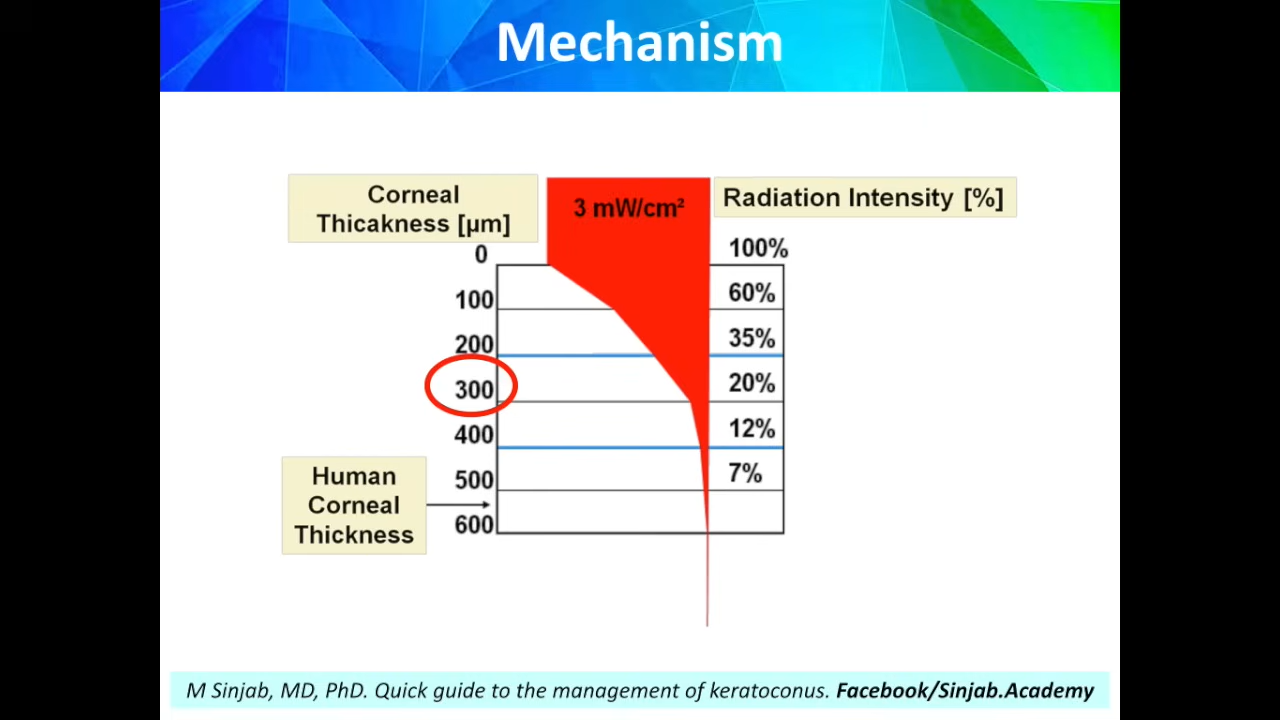 Mechanism
Corneal
Thicakness [µm]
3 mW/cm²
Radiation Intensity [%]
0
100%
100
60%
200
35%
300
20%
400
12%
Human
Corneal
Thickness
500
7%
600
M Sinjab, MD, PhD. Quick guide to the management of keratoconus. Facebook/Sinjab.Academy